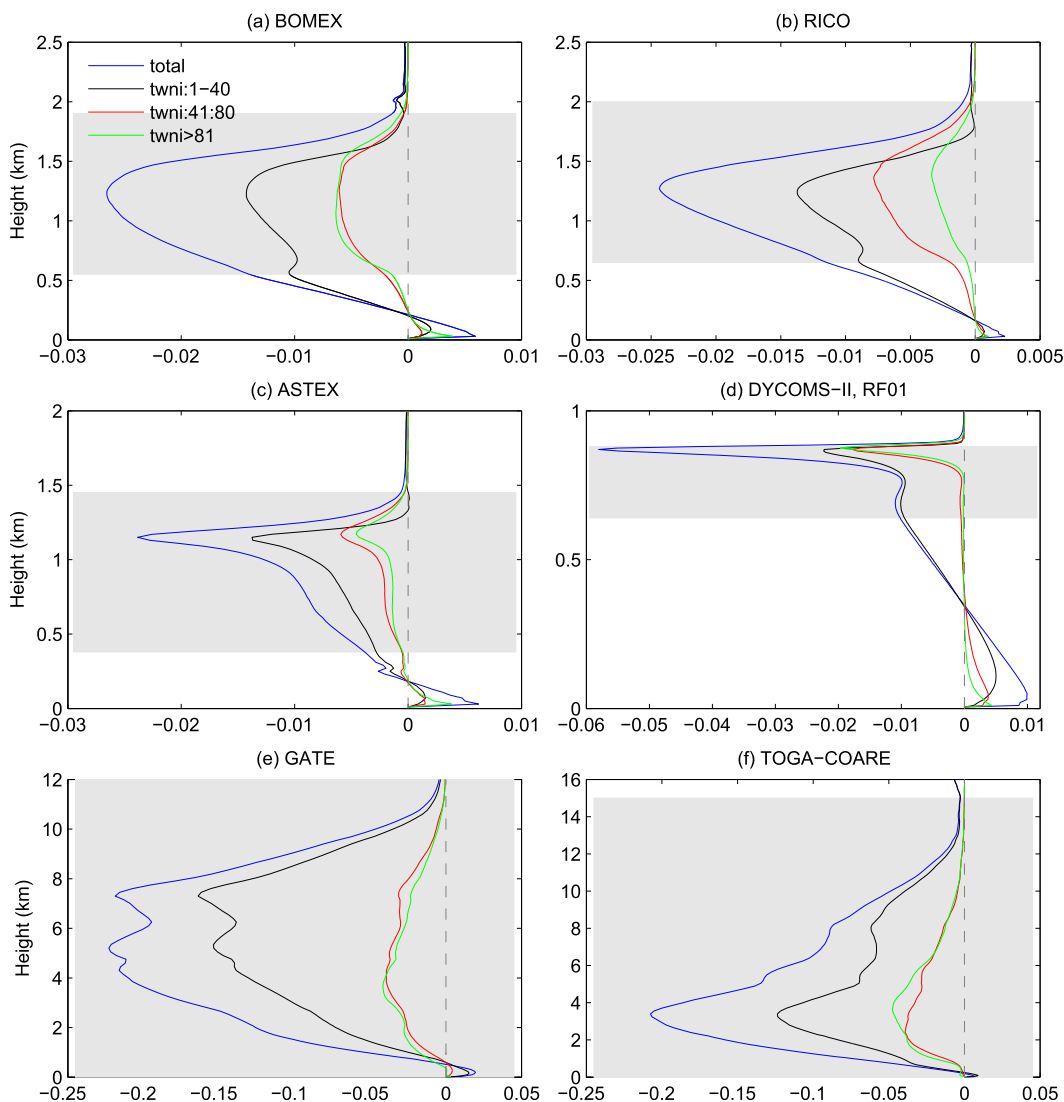 (a) BOMEX
(b) RICO
2.5
2
1.5
1
0.5
0
Height (km)
total
twni:1−40
twni:41:80
twni>81
−0.03 −0.02 −0.01 0 0.01
2.5
2
1.5
1
0.5
0
−0.03 −0.025 −0.02 −0.015 −0.01 −0.005 0 0.005
(c) ASTEX
(d) DYCOMS−II, RF01
2
1.5
1
0.5
0
Height (km)
−0.03 −0.02 −0.01 0 0.01
1
0.5
0
−0.06 −0.05 −0.04 −0.03 −0.02 −0.01 0 0.01
(e) GATE
(f) TOGA−COARE
12
10
8
6
4
2
0
Height (km)
−0.25 −0.2 −0.15 −0.1 −0.05 0 0.05
16
14
12
10
8
6
4
2
0
−0.25 −0.2 −0.15 −0.1 −0.05 0 0.05